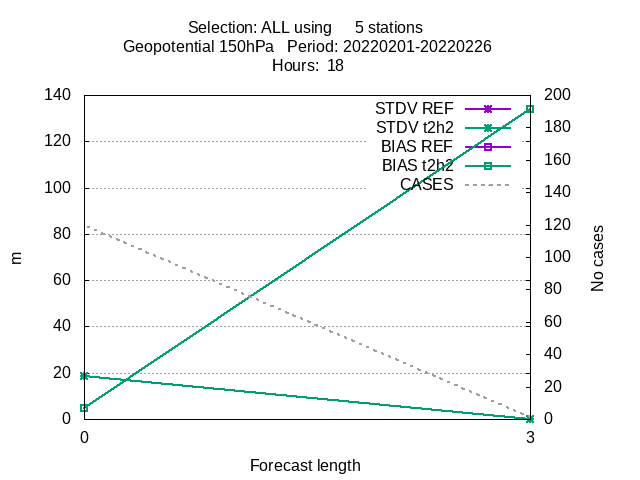 Selection: ALL using     5 stations
Geopotential 150hPa   Period: 20220201-20220226
Hours:  18
STDV REF
STDV t2h2
BIAS REF
BIAS t2h2
CASES
140
120
100
80
60
40
20
0
m
200
180
160
140
120
100
80
60
40
20
0
No cases
0
3
Forecast length